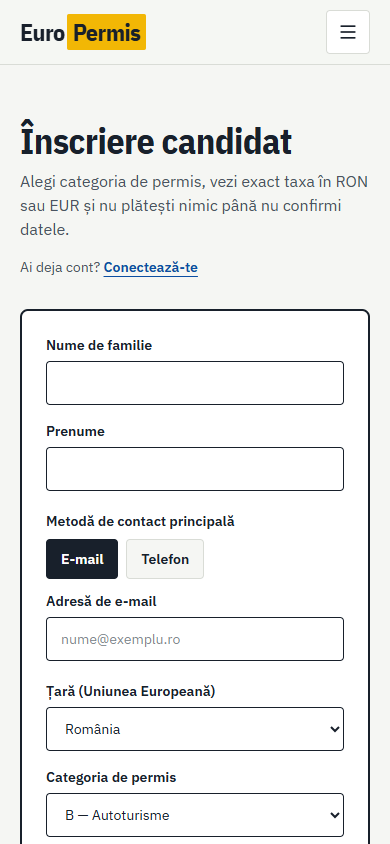 Euro Permis
Înscriere candidat
Alegi categoria de permis, vezi exact taxa în RON
sau EUR și nu plătești nimic până nu confirmi
datele.
Ai deja cont? Conectează-te
Nume de familie
Prenume
Metodă de contact principală
E-mail Telefon
Adresă de e-mail
nume@exemplu.ro
Țară (Uniunea Europeană)
România
Categoria de permis
B — Autoturisme